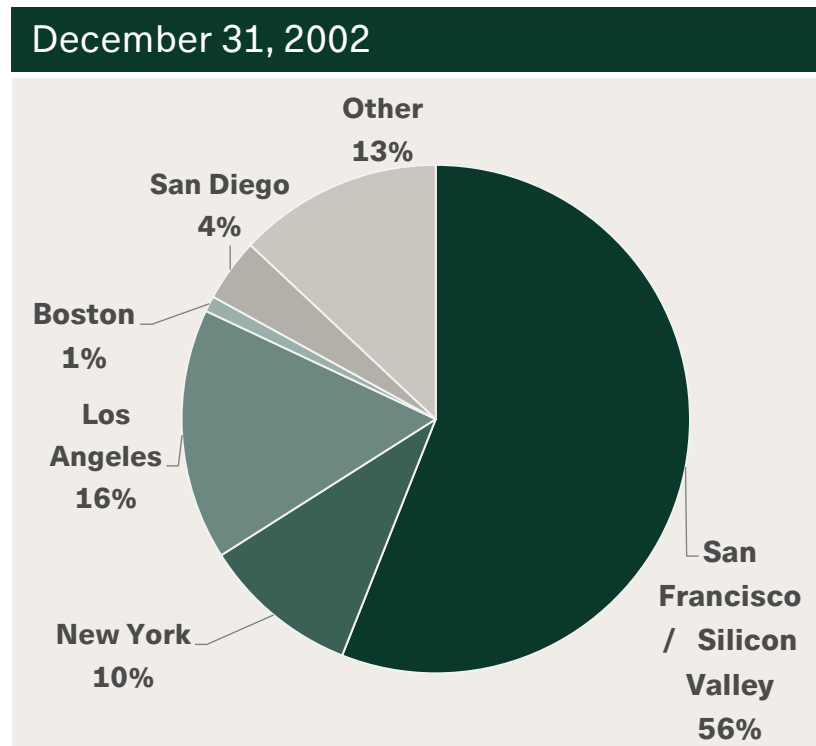 December 31, 2002
Other
13%
San Diego
4%
Boston
1%
Los
Angeles
16%
New York
10%
San
Francisco
/ Silicon
Valley
56%